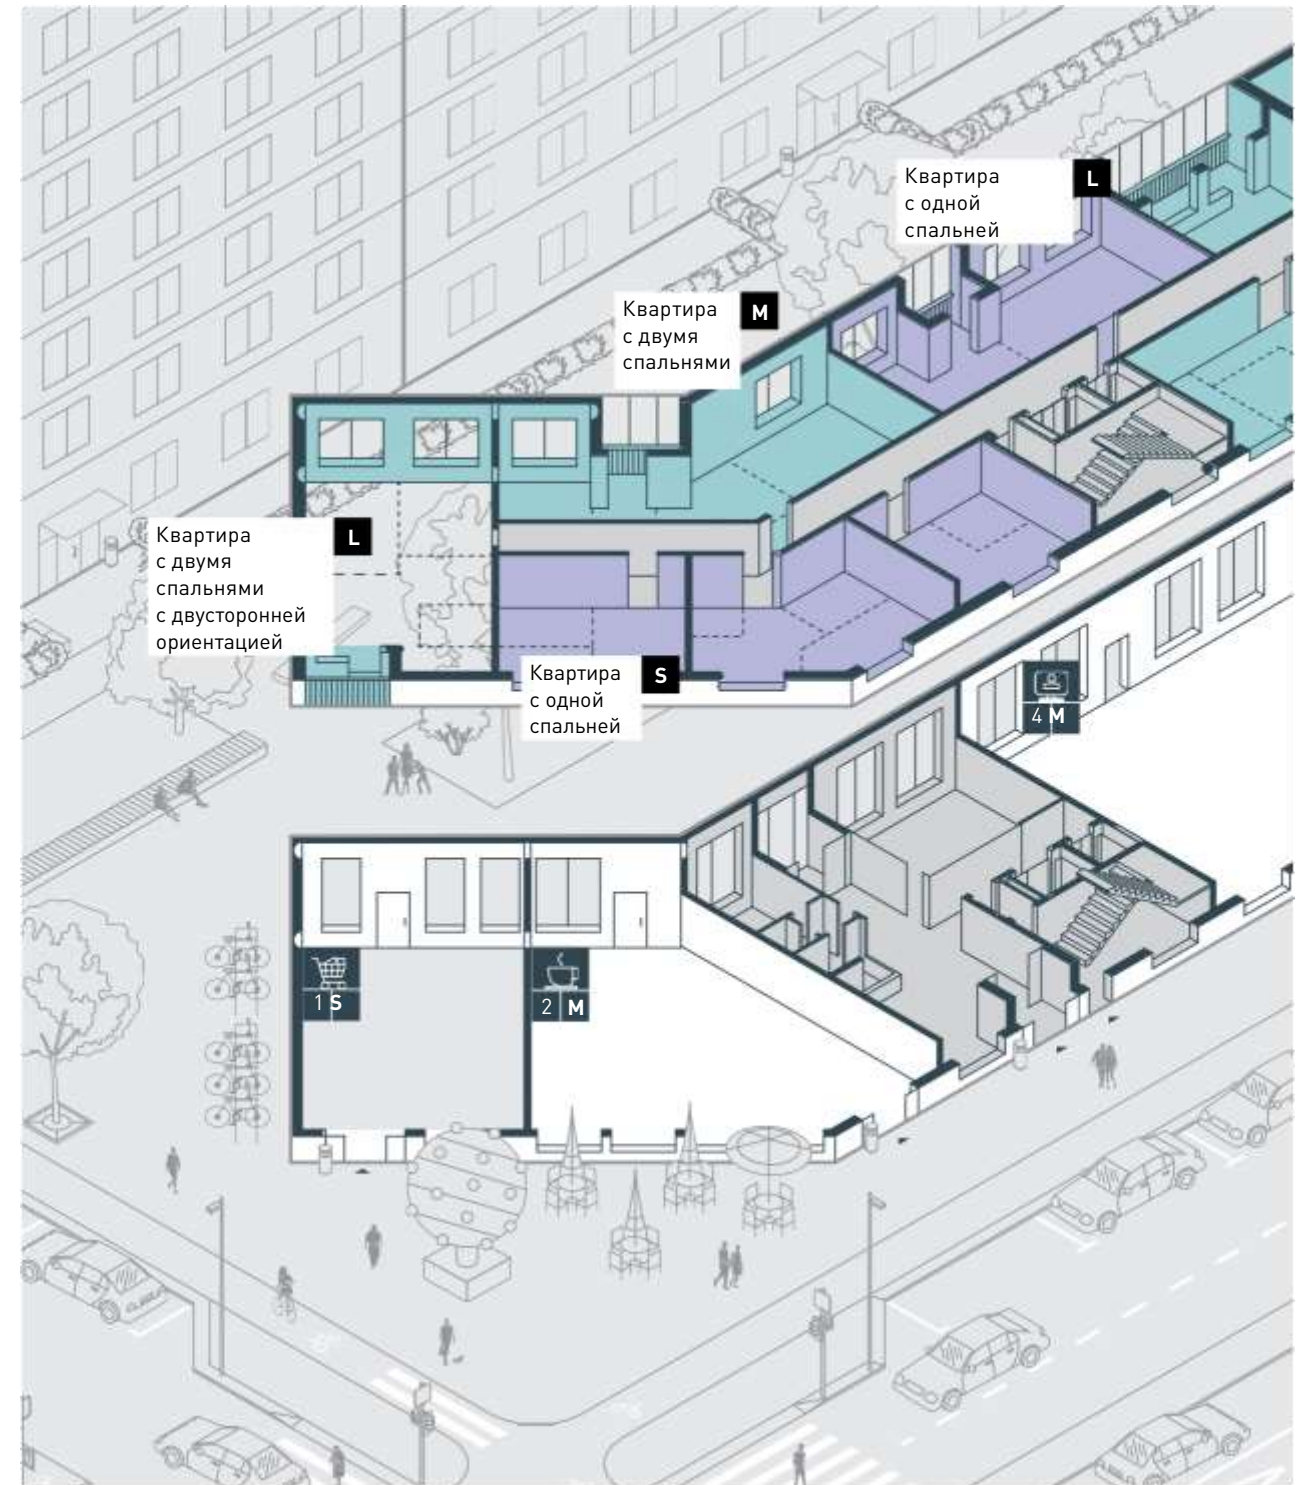 Квартира
с одной
спальней
L
Квартира
с двумя
спальнями
M
Квартира
с двумя
спальнями
с двусторонней
ориентацией
L
Квартира
с одной
спальней
S
4 M
1 S
2 M